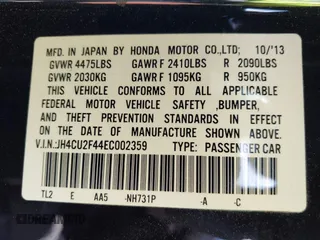 MFD. IN JAPAN BY HONDA MOTOR CO.,LTD. 10/'13
GVWR 4475LBS GAWR F 2410LBS R 2090LBS
GVWR 2030KG GAWR F 1095KG R 950KG
THIS VEHICLE CONFORMS TO ALL APPLICABLE
FEDERAL MOTOR VEHICLE SAFETY ,BUMPER,
AND THEFT PREVENTION STANDARDS IN EFFECT
ON THE DATE OF MANUFACTURE SHOWN ABOVE.
V.I.N.:JH4CU2F44EC002359 TYPE: PASSENGER CAR
TL2 E AA5 -NH731P -A -C